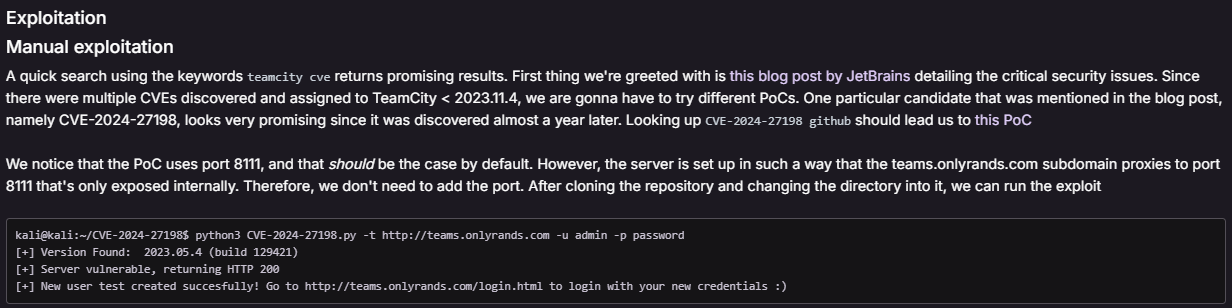 Exploitation
Manual exploitation
A quick search using the keywords teamcity cve returns promising results. First thing we're greeted with is this blog post by JetBrains detailing the critical security issues. Since
there were multiple CVEs discovered and assigned to TeamCity < 2023.11.4, we are gonna have to try different PoCs. One particular candidate that was mentioned in the blog post,
namely CVE-2024-27198, looks very promising since it was discovered almost a year later. Looking up CVE-2024-27198 github should lead us to this PoC
We notice that the PoC uses port 8111, and that should be the case by default. However, the server is set up in such a way that the teams.onlyrands.com subdomain proxies to port
8111 that's only exposed internally. Therefore, we don't need to add the port. After cloning the repository and changing the directory into it, we can run the exploit
kali@kali:~/CVE-2024-27198$ python3 CVE-2024-27198.py -t http://teams.onlyrands.com -u admin -p password
[+] Version Found:  2023.05.4 (build 129421)
[+] Server vulnerable, returning HTTP 200
[+] New user test created succesfully! Go to http://teams.onlyrands.com/login.html to login with your new credentials :)